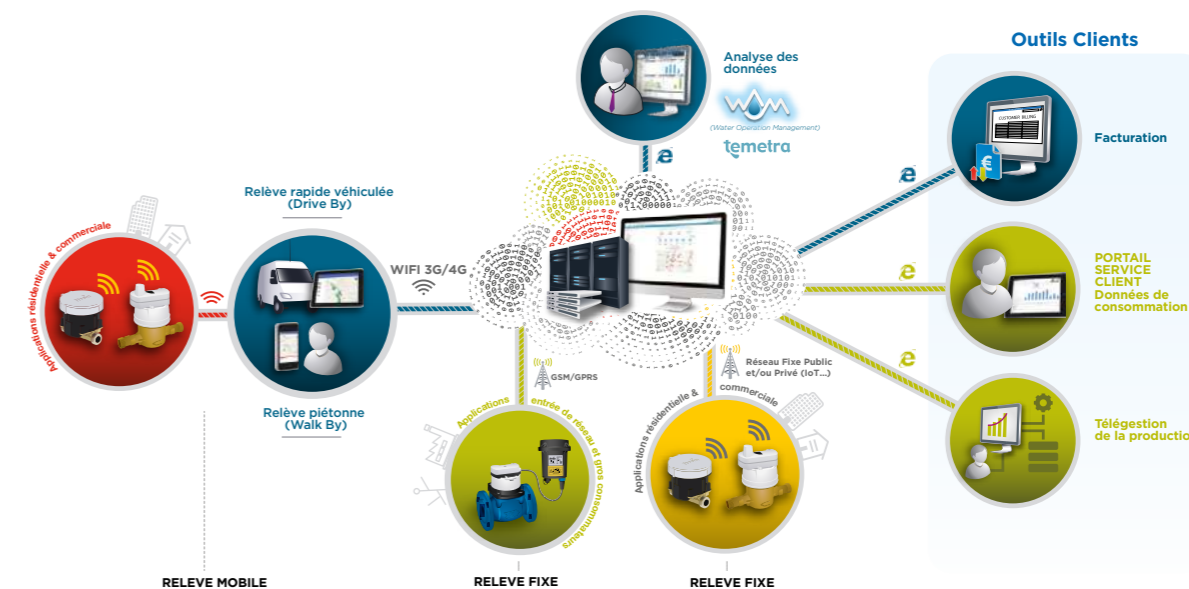 Outils Clients
Analyse des
données
WOM
(Water Operation Management)
temetra
CUSTOMER BILLING
Facturation
Relève rapide véhiculée
(Drive By)
Applications résidentielle & commerciale
WIFI 3G/4G
PORTAIL
SERVICE
CLIENT
Données de
consommation
Relève piétonne
(Walk By)
GSM/GPRS
Réseau Fixe Public
et/ou Privé (IoT...)
Applications entrée de réseau et gros consommateurs
Applications résidentielle & commerciale
Télégestion
de la productio
RELEVE MOBILE
RELEVE FIXE
RELEVE FIXE